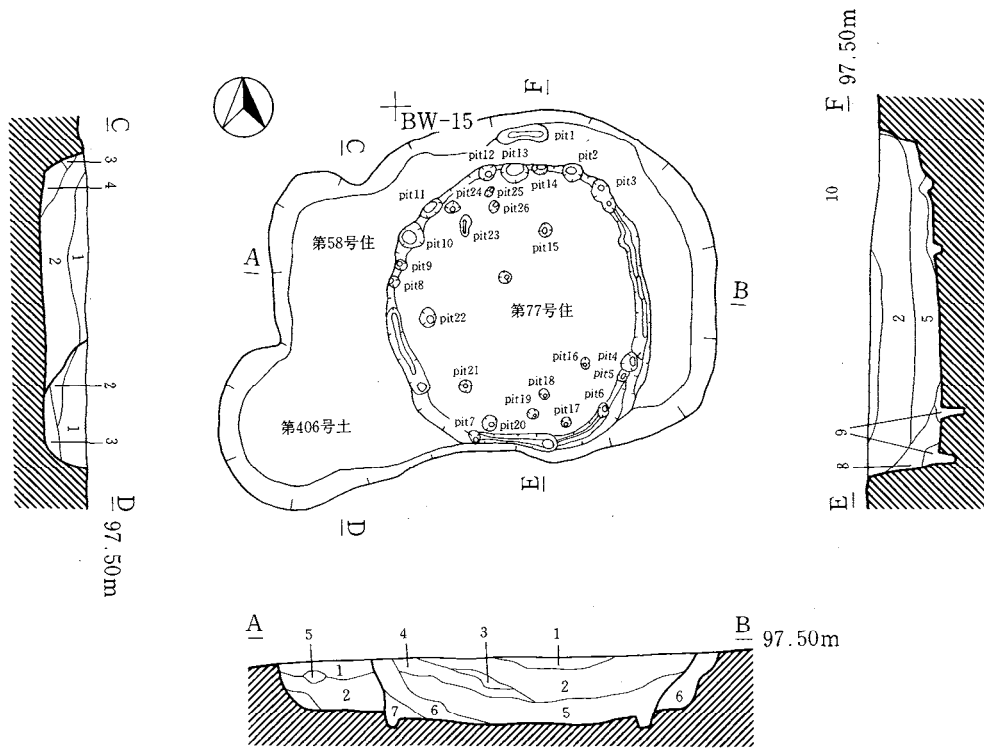 BW-15
F
C
A
B
D
E
pit1
pit12
pit13
pit2
pit14
pit3
pit24
pit25
pit11
pit26
第58号住
pit23
pit15
pit10
pit9
pit8
第77号住
pit22
pit16
pit4
pit21
pit5
pit18
pit19
pit6
第406号土
pit7
pit20
pit17
C
3
4
2
1
2
1
3
D
97.50m
97.50m
F
10
2
5
9
8
E
A
B
97.50m
5
4
3
1
1
2
2
7
6
5
6